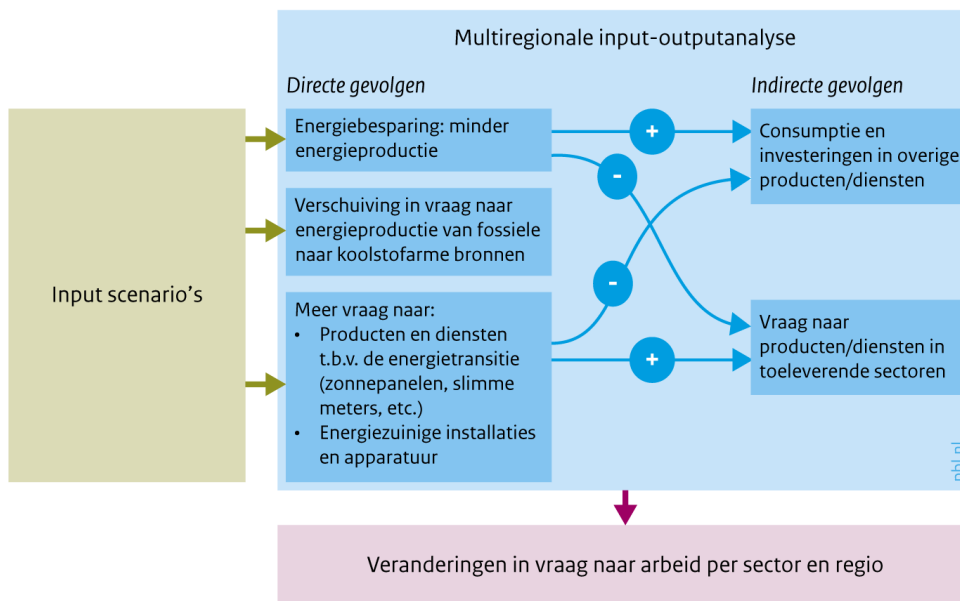 Multiregionale input-outputanalyse
Directe gevolgen
Indirecte gevolgen
Input scenario's
Energiebesparing: minder
energieproductie
Verschuiving in vraag naar
energieproductie van fossiele
naar koolstofarme bronnen
Meer vraag naar:
• Producten en diensten
t.b.v. de energietransitie
(zonnepanelen, slimme
meters, etc.)
• Energiezuinige installaties
en apparatuur
+
-
-
+
Consumptie en
investeringen in overige
producten/diensten
Vraag naar
producten/diensten in
toeleverende sectoren
pbl.nl
Veranderingen in vraag naar arbeid per sector en regio